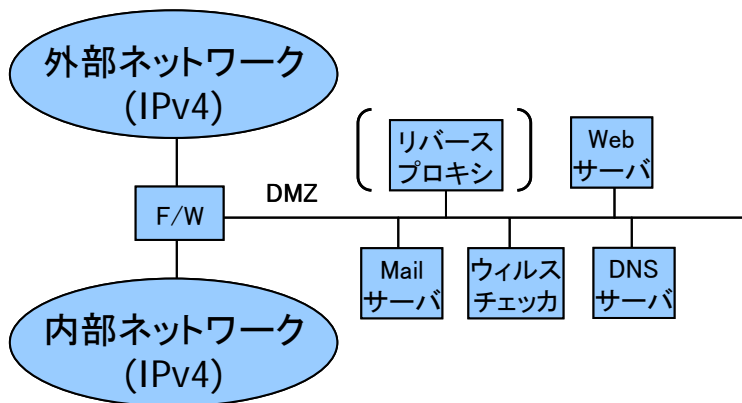 外部ネットワーク
(IPv4)
リバース
プロキシ
Web
サーバ
DMZ
F/W
Mail
サーバ
ウィルス
チェッカ
DNS
サーバ
内部ネットワーク
(IPv4)